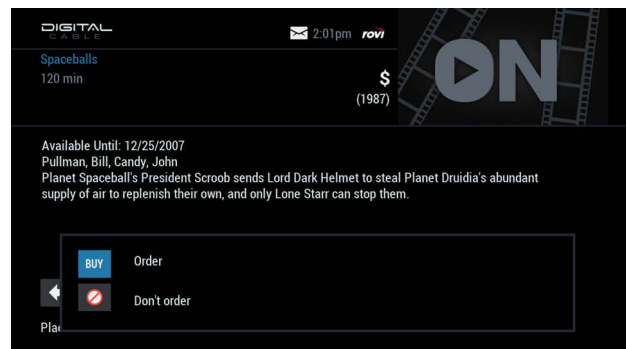 DIGITAL
CABLE
2:01pm rovi
Spaceballs
120 min
$
(1987)
ON
Available Until: 12/25/2007
Pullman, Bill, Candy, John
Planet Spaceball's President Scroob sends Lord Dark Helmet to steal Planet Druidia's abundant
supply of air to replenish their own, and only Lone Starr can stop them.
BUY Order
Don't order